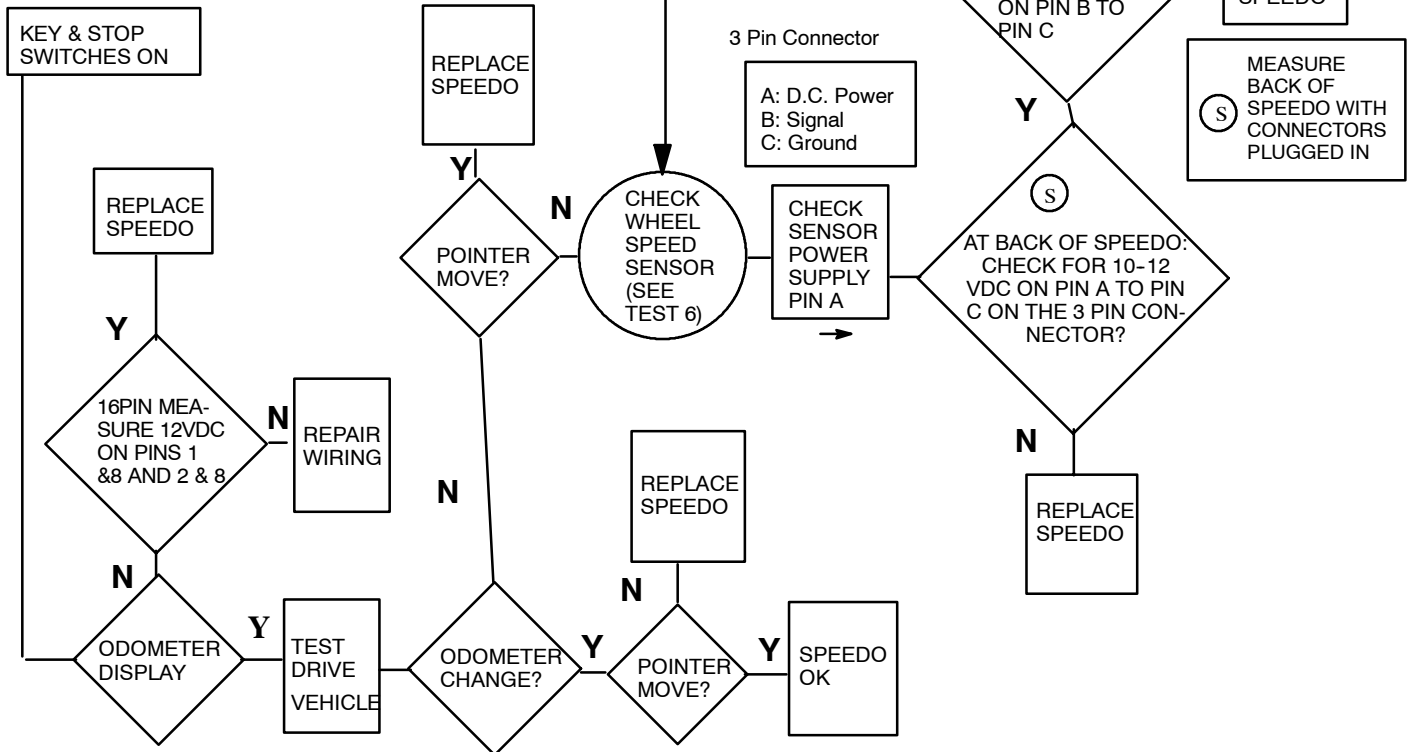 KEY & STOP
SWITCHES ON
REPLACE
SPEEDO
Y
16PIN MEA-
SURE 12VDC
ON PINS 1
&8 AND 2 & 8
N
REPAIR
WIRING
N
ODOMETER
DISPLAY
Y
TEST
DRIVE
VEHICLE
REPLACE
SPEEDO
Y
POINTER
MOVE?
N
N
ODOMETER
CHANGE?
Y
REPLACE
SPEEDO
N
POINTER
MOVE?
Y
SPEEDO
OK
CHECK
WHEEL
SPEED
SENSOR
(SEE
TEST 6)
3 Pin Connector
A: D.C. Power
B: Signal
C: Ground
CHECK
SENSOR
POWER
SUPPLY
PIN A
ON PIN B TO
PIN C
Y
S
AT BACK OF SPEEDO:
CHECK FOR 10-12
VDC ON PIN A TO PIN
C ON THE 3 PIN CON-
NECTOR?
N
REPLACE
SPEEDO
SPEEDO
S
MEASURE
BACK OF
SPEEDO WITH
CONNECTORS
PLUGGED IN